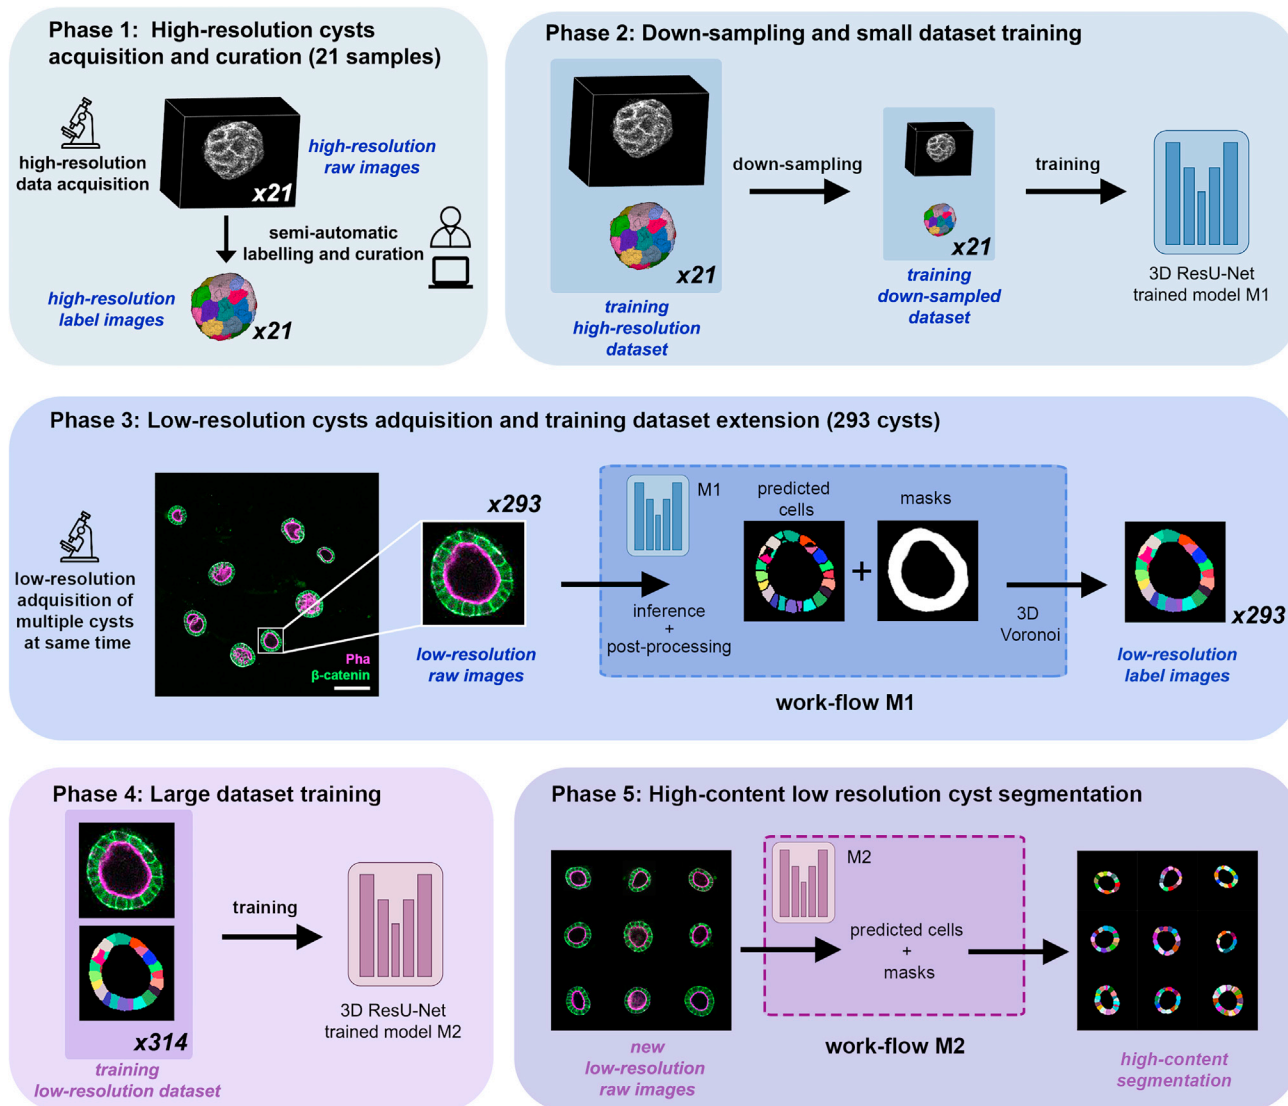 Phase 1:  High-resolution cysts
acquisition and curation (21 samples)
high-resolution
data acquisition
x21
high-resolution
raw images
semi-automatic
labelling and curation
high-resolution
label images
x21
Phase 2: Down-sampling and small dataset training
x21
training
high-resolution
dataset
down-sampling
x21
training
down-sampled
dataset
training
3D ResU-Net
trained model M1
Phase 3: Low-resolution cysts adquisition and training dataset extension (293 cysts)
low-resolution
adquisition of
multiple cysts
at same time
Pha
β-catenin
x293
low-resolution
raw images
M1
inference
+
post-processing
predicted
cells
+
masks
3D
Voronoi
work-flow M1
x293
low-resolution
label images
Phase 4: Large dataset training
x314
training
low-resolution dataset
training
3D ResU-Net
trained model M2
Phase 5: High-content low resolution cyst segmentation
new
low-resolution
raw images
M2
predicted cells
+
masks
work-flow M2
high-content
segmentation